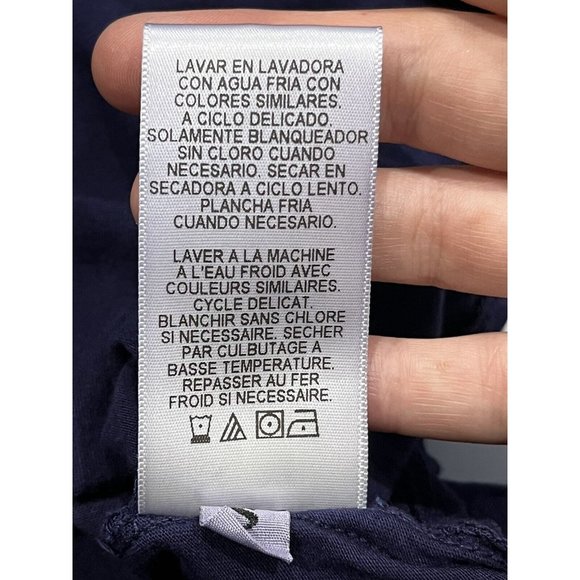 LAVAR EN LAVADORA
CON AGUA FRIA CON
COLORES SIMILARES.
A CICLO DELICADO.
SOLAMENTE BLANQUEADOR
SIN CLORO CUANDO
NECESARIO. SECAR EN
SECADORA A CICLO LENTO.
PLANCHA FRIA
CUANDO NECESARIO.
LAVER A LA MACHINE
A L'EAU FROID AVEC
COULEURS SIMILAIRES.
CYCLE DELICAT.
BLANCHIR SANS CHLORE
SI NECESSAIRE. SECHER
PAR CULBUTAGE A
BASSE TEMPERATURE.
REPASSER AU FER
FROID SI NECESSAIRE.